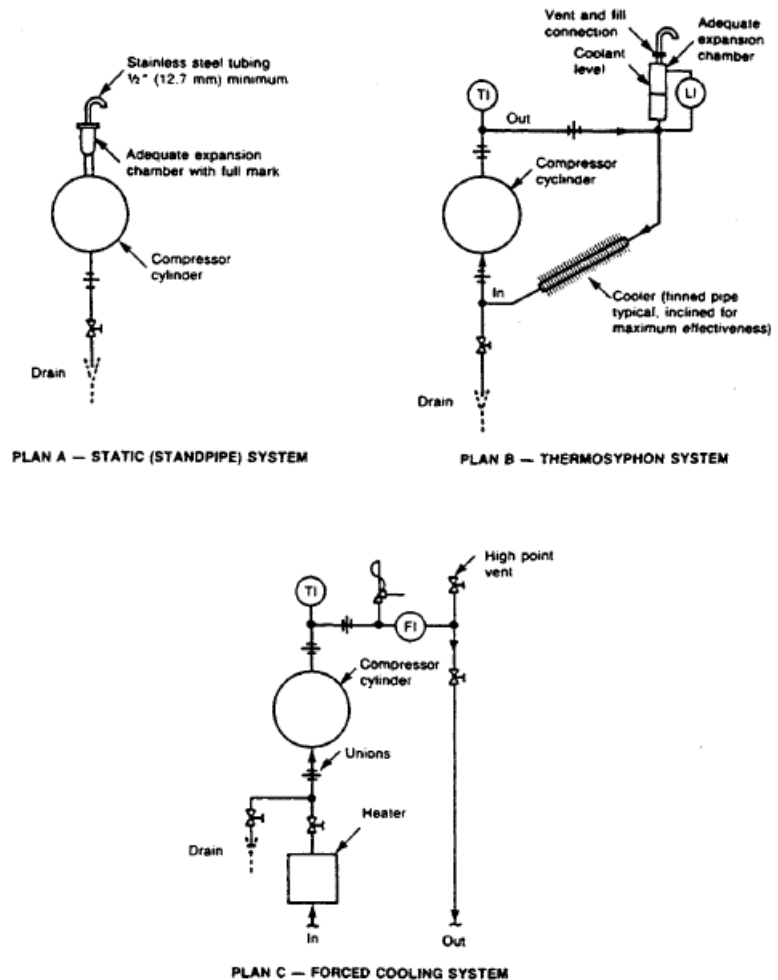 Stainless steel tubing
½" (12.7 mm) minimum
Adequate expansion
chamber with full mark
Compressor
cylinder
Drain
PLAN A — STATIC (STANDPIPE) SYSTEM
Vent and fill
connection
Coolant
level
Adequate
expansion
chamber
LI
TI
Out
Compressor
cyclinder
In
Cooler (finned pipe
typical, inclined for
maximum effectiveness)
Drain
PLAN B — THERMOSYPHON SYSTEM
High point
vent
TI
FI
Compressor
cylinder
Unions
Heater
Drain
In
Out
PLAN C — FORCED COOLING SYSTEM